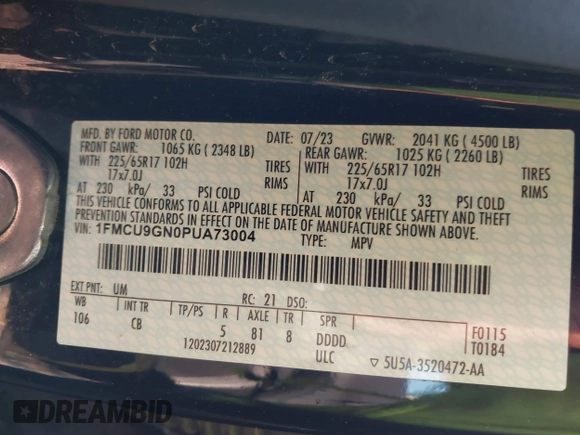 MFD. BY FORD MOTOR CO. DATE: 07/23 GVWR: 2041 KG ( 4500 LB)
FRONT GAWR: 1065 KG ( 2348 LB) REAR GAWR: 1025 KG ( 2260 LB)
WITH 225/65R17 102H TIRES WITH 225/65R17 102H TIRES
17x7.0J RIMS 17x7.0J RIMS
AT 230 kPa/ 33 PSI COLD AT 230 kPa/ 33 PSI COLD
THIS VEHICLE CONFORMS TO ALL APPLICABLE FEDERAL MOTOR VEHICLE SAFETY AND THEFT
PREVENTION STANDARDS IN EFFECT ON THE DATE OF MANUFACTURE SHOWN ABOVE.
VIN: 1FMCU9GN0PUA73004 TYPE: MPV
EXT PNT: UM RC: 21 DSO:
WB INT TR TP/PS R AXLE TR SPR
106 CB 5 81 8 DDDD F0115
T0184
1202307212889 ULC ▽ 5U5A-3520472-AA
DREAMBID